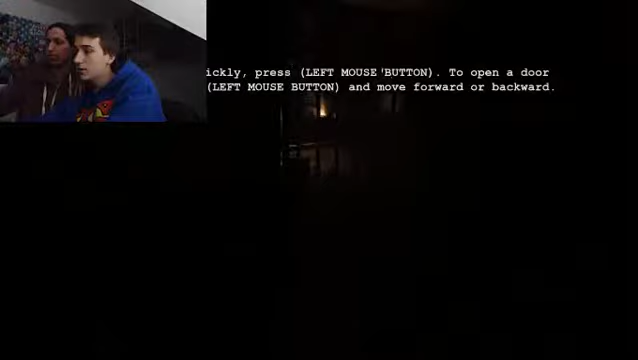 ickly, press (LEFT MOUSE BUTTON). To open a door
(LEFT MOUSE BUTTON) and move forward or backward.